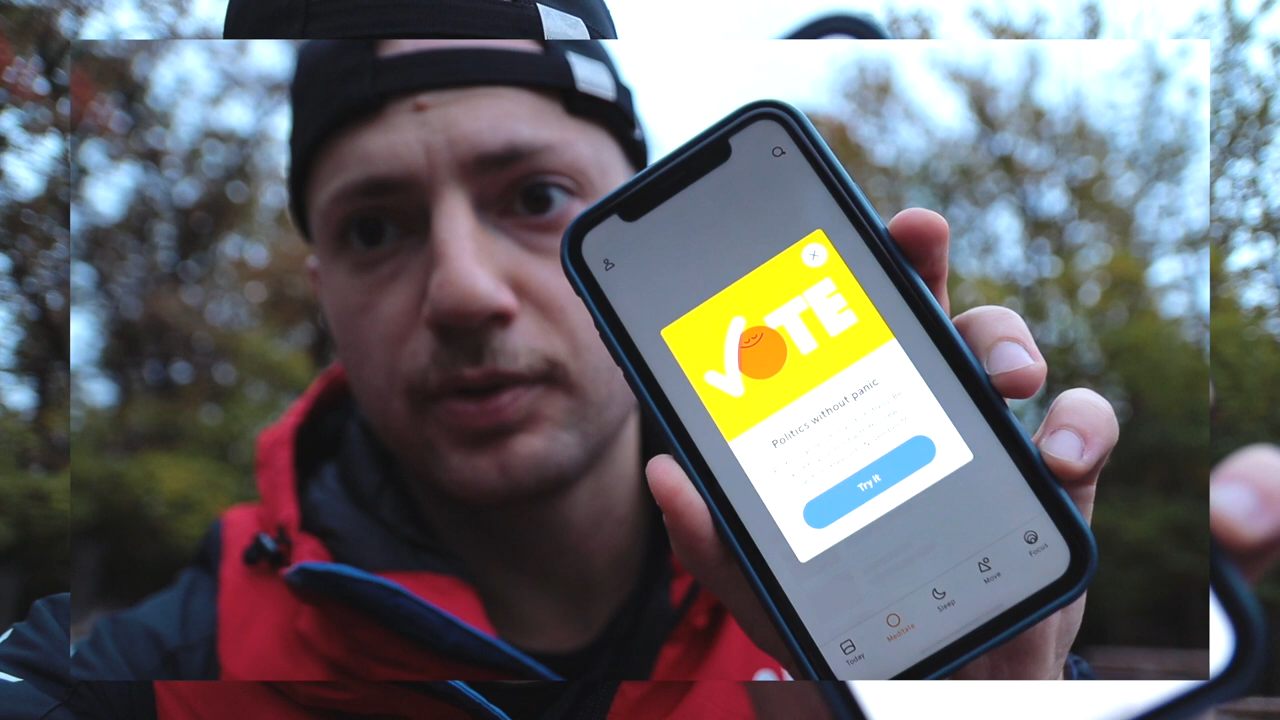 VOTE
Politics without panic
Try it
Today
Meditate
Sleep
Move
Focus